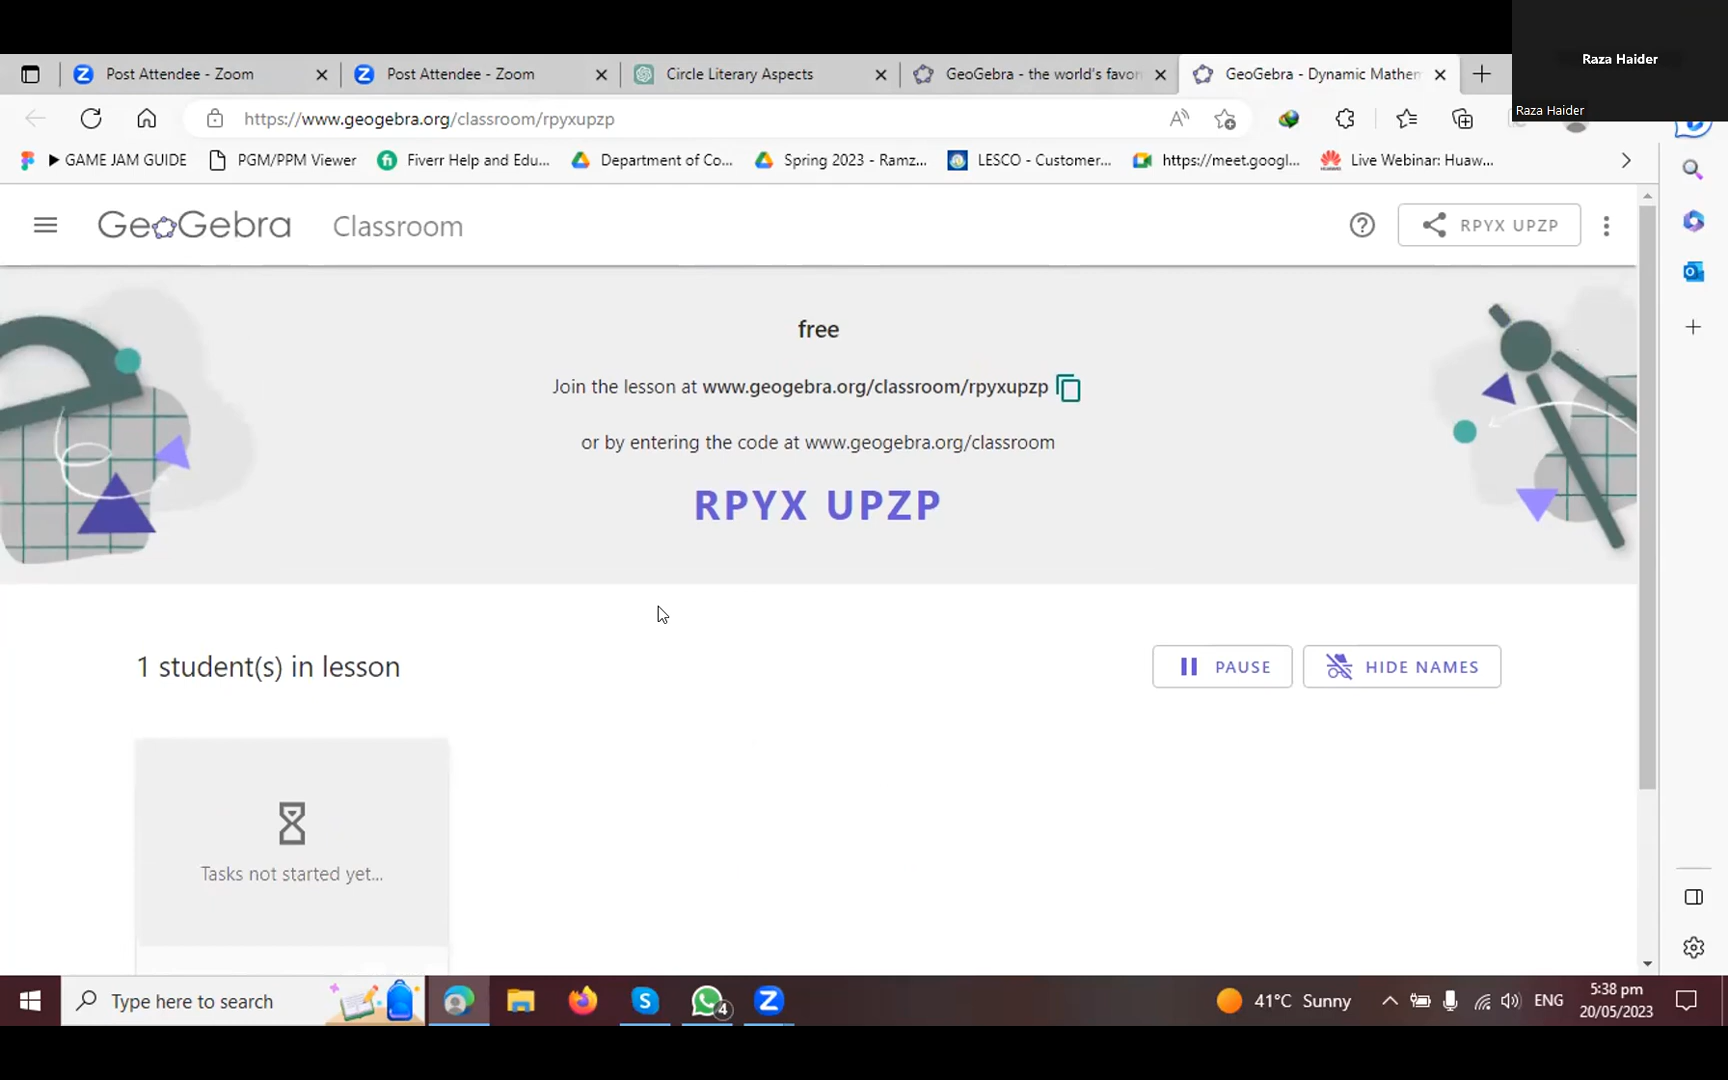 Raza Haider
Raza Haider
Post Attendee - Zoom
Post Attendee - Zoom
Circle Literary Aspects
GeoGebra - the world's favor
GeoGebra - Dynamic Mathem
https://www.geogebra.org/classroom/rpyxupzp
GAME JAM GUIDE
PGM/PPM Viewer
Fiverr Help and Edu...
Department of Co...
Spring 2023 - Ramz...
LESCO - Customer...
https://meet.googl...
Live Webinar: Huaw...
GeoGebra Classroom
RPYX UPZP
free
Join the lesson at www.geogebra.org/classroom/rpyxupzp
or by entering the code at www.geogebra.org/classroom
RPYX UPZP
1 student(s) in lesson
PAUSE
HIDE NAMES
Tasks not started yet...
Type here to search
4
41°C Sunny
ENG
5:38 pm
20/05/2023